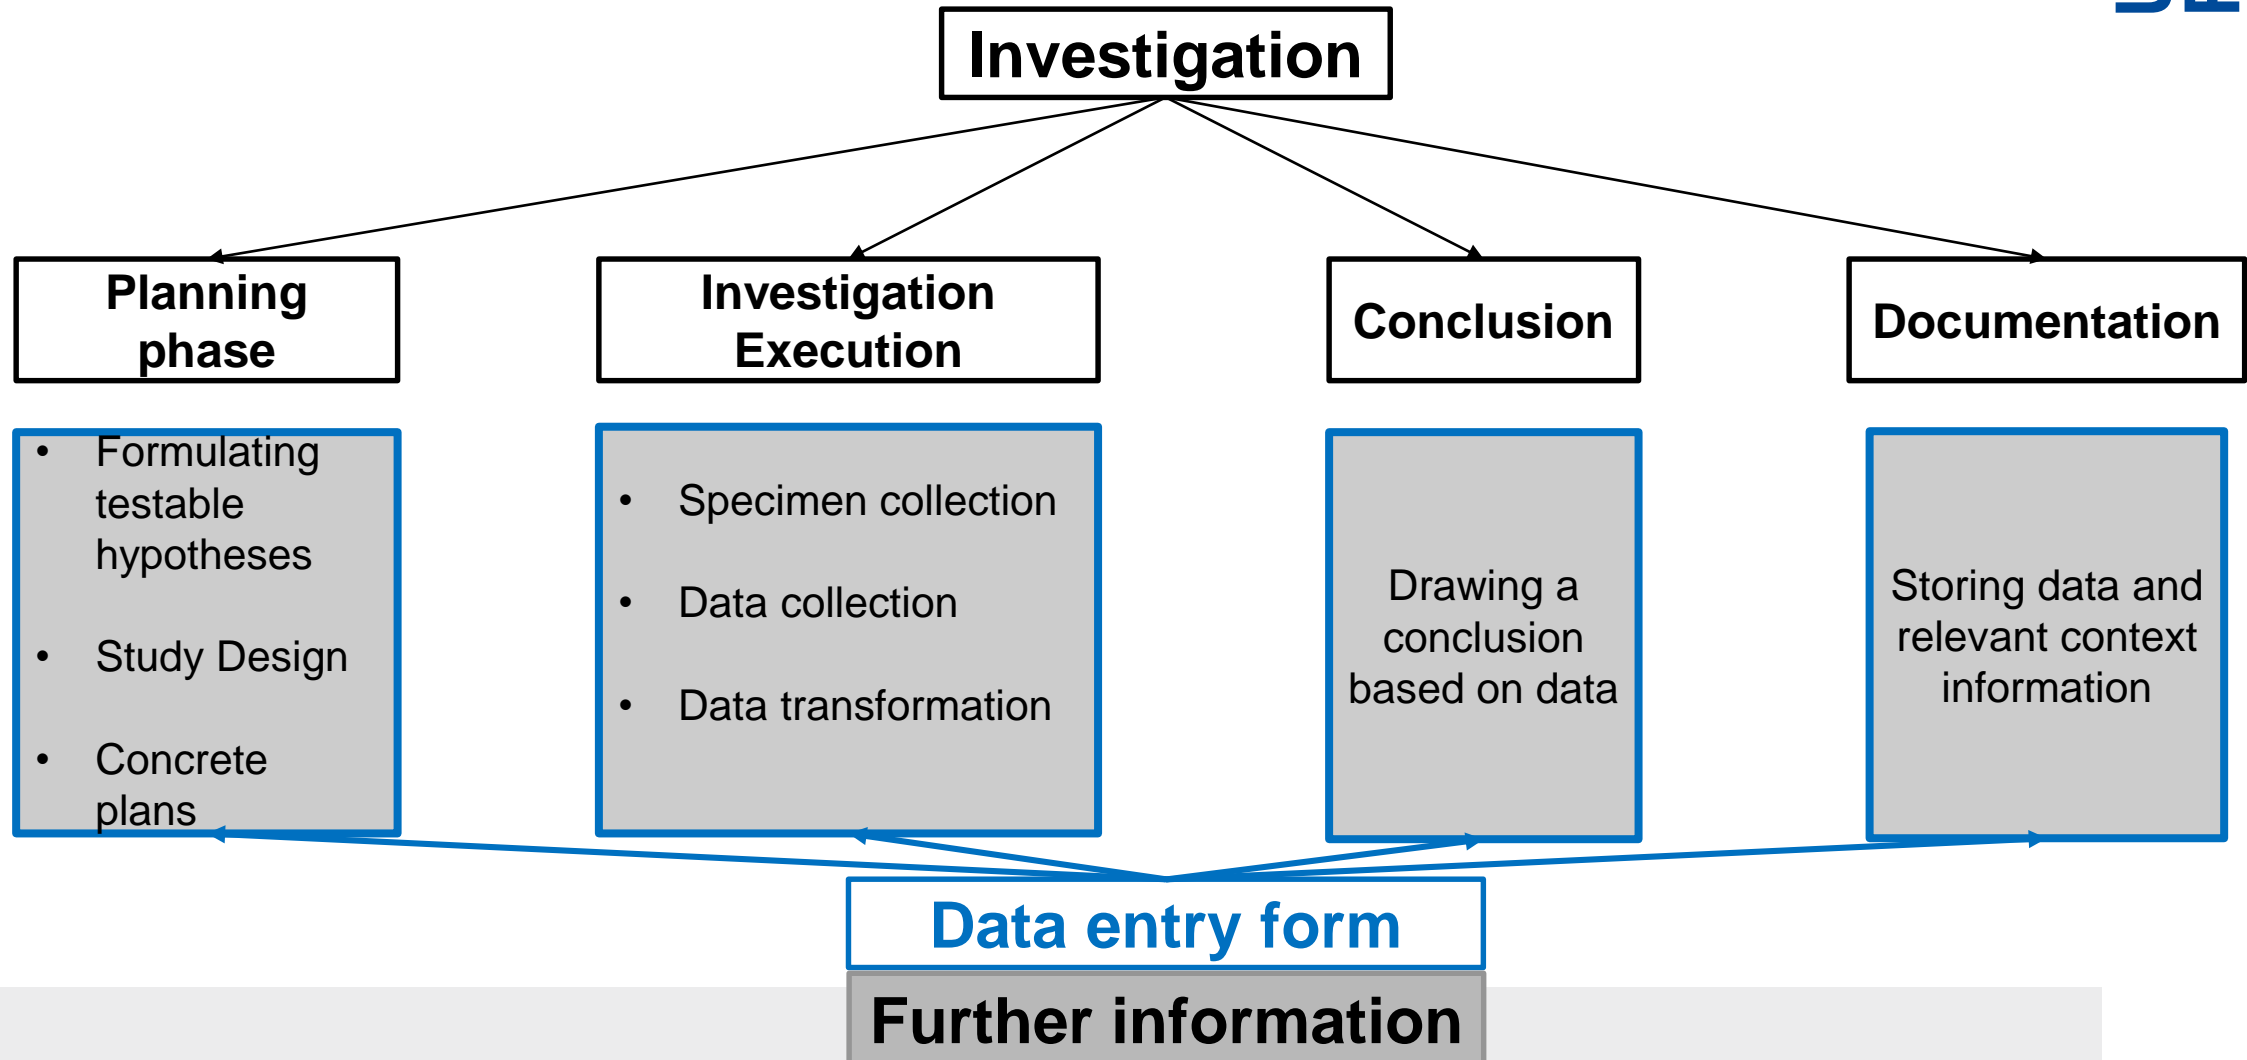 Investigation
Planning
phase
Investigation
Execution
Conclusion
Documentation
• Formulating
testable
hypotheses
• Study Design
• Concrete
plans
• Specimen collection
• Data collection
• Data transformation
Drawing a
conclusion
based on data
Storing data and
relevant context
information
Data entry form
Further information